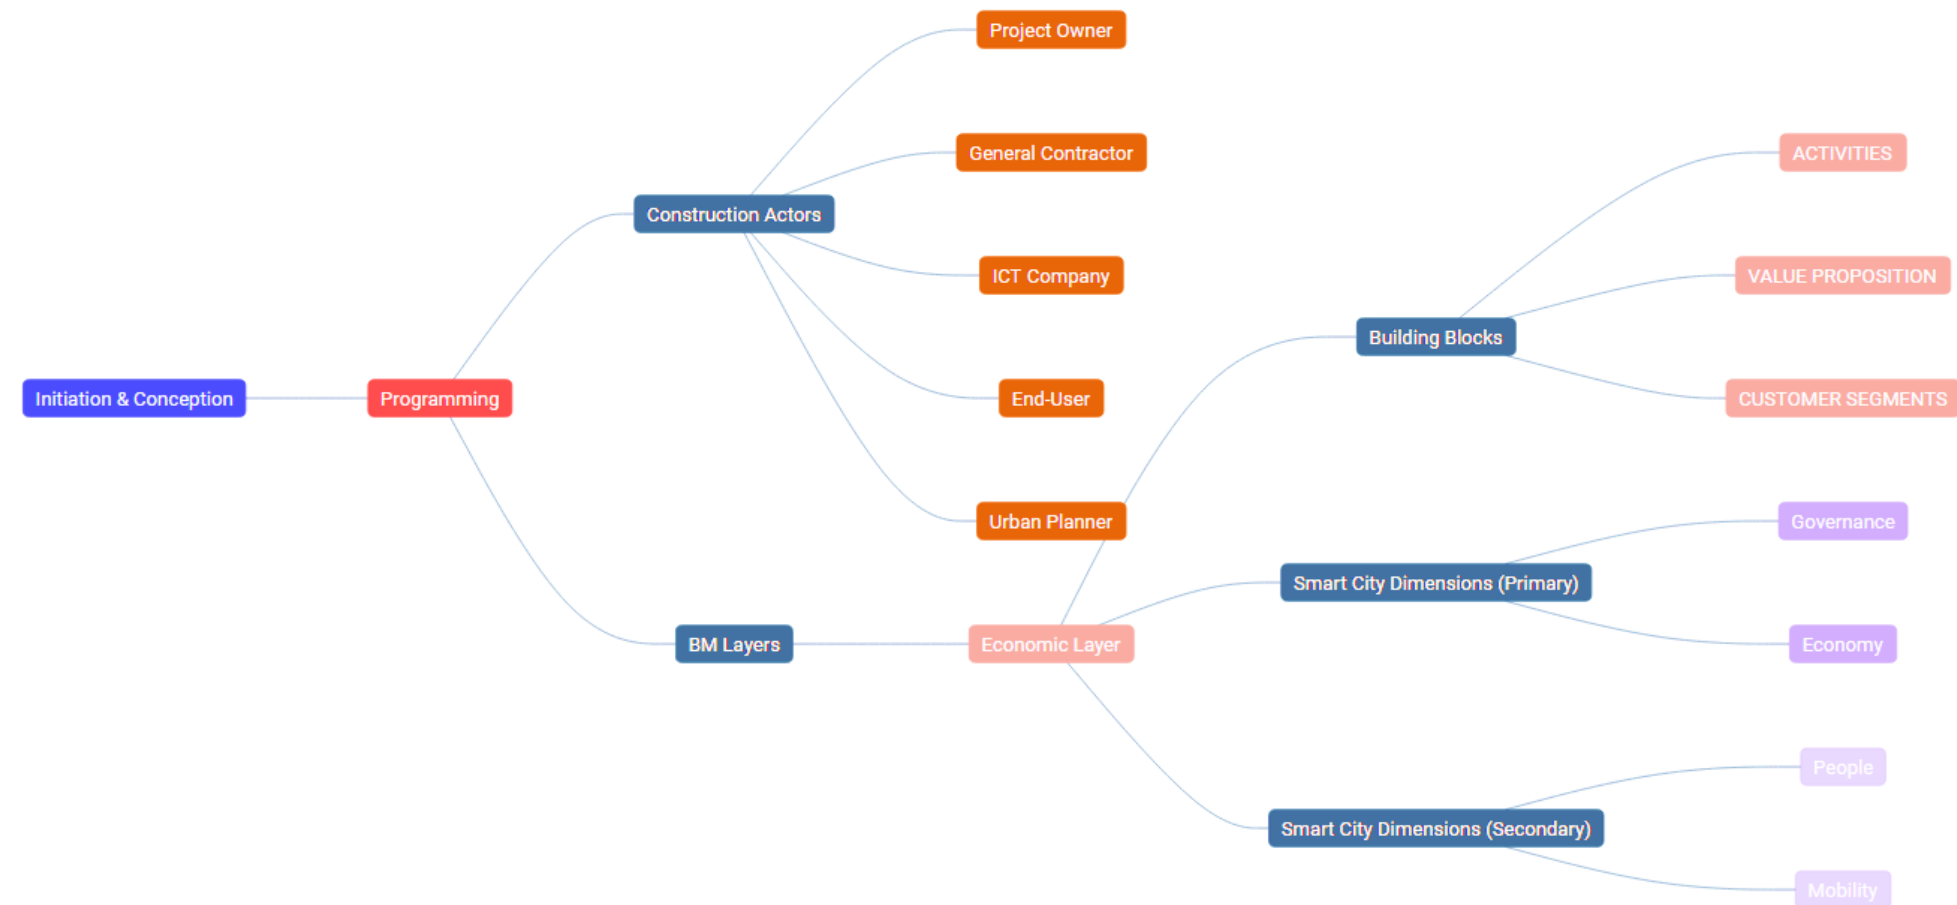 Project Owner
General Contractor
ACTIVITIES
Construction Actors
ICT Company
VALUE PROPOSITION
Building Blocks
Initiation & Conception
Programming
End-User
CUSTOMER SEGMENTS
Urban Planner
Governance
Smart City Dimensions (Primary)
BM Layers
Economic Layer
Economy
People
Smart City Dimensions (Secondary)
Mobility